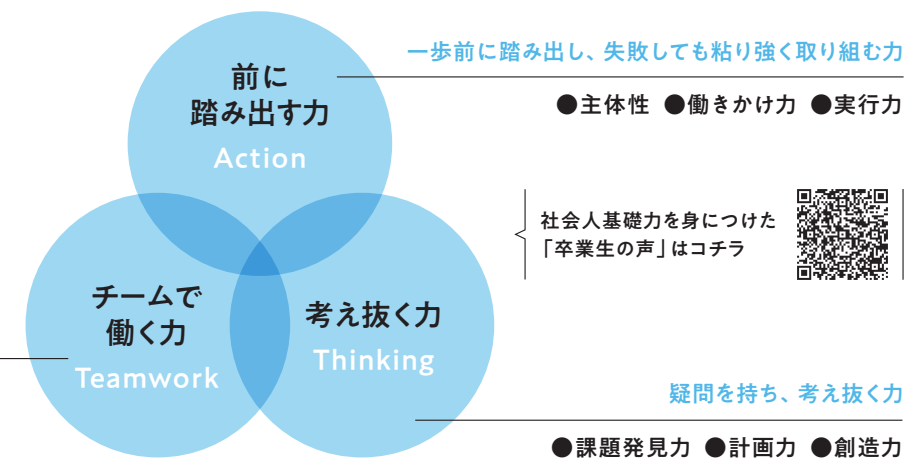 一歩前に踏み出し、失敗しても粘り強く取り組む力
●主体性 ●働きかけ力 ●実行力
前に
踏み出す力
Action
社会人基礎力を身につけた
「卒業生の声」はコチラ
チームで
働く力
Teamwork
考え抜く力
Thinking
疑問を持ち、考え抜く力
●課題発見力 ●計画力 ●創造力